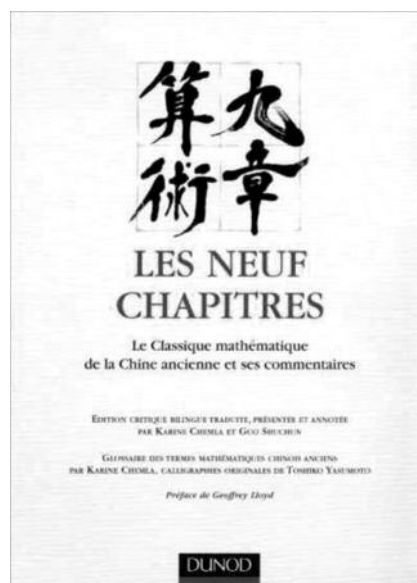 九章
算術
LES NEUF
CHAPITRES
Le Classique mathématique
de la Chine ancienne et ses commentaires
EDITION CRITIQUE BILINGUE TRADUITE, PRÉSENTÉE ET ANNOTÉE
PAR KARINE CHEMLA ET GUO SHUCHUN
GLOSSAIRE DES TERMES MATHÉMATIQUES CHINOIS ANCIENS
PAR KARINE CHEMLA, CALLIGRAPHIES ORIGINALES DE TOSHIKO YASUMOTO
Préface de Geoffrey Lloyd
DUNOD